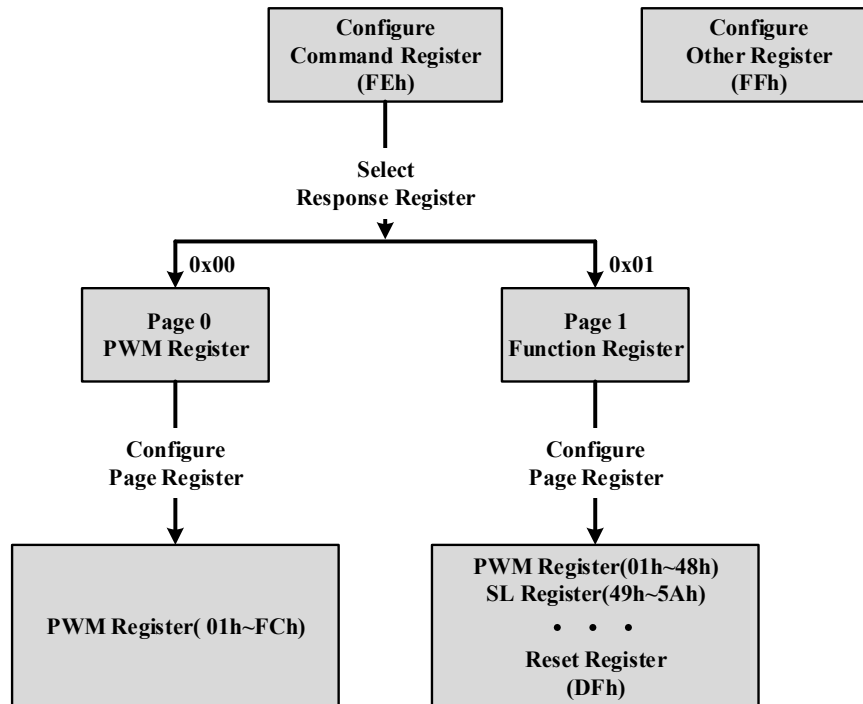 Configure
Command Register
(FEh)
Configure
Other Register
(FFh)
Select
Response Register
0x00
0x01
Page 0
PWM Register
Page 1
Function Register
Configure
Page Register
Configure
Page Register
PWM Register( 01h~FCh)
PWM Register(01h~48h)
SL Register(49h~5Ah)
• • •
Reset Register
(DFh)